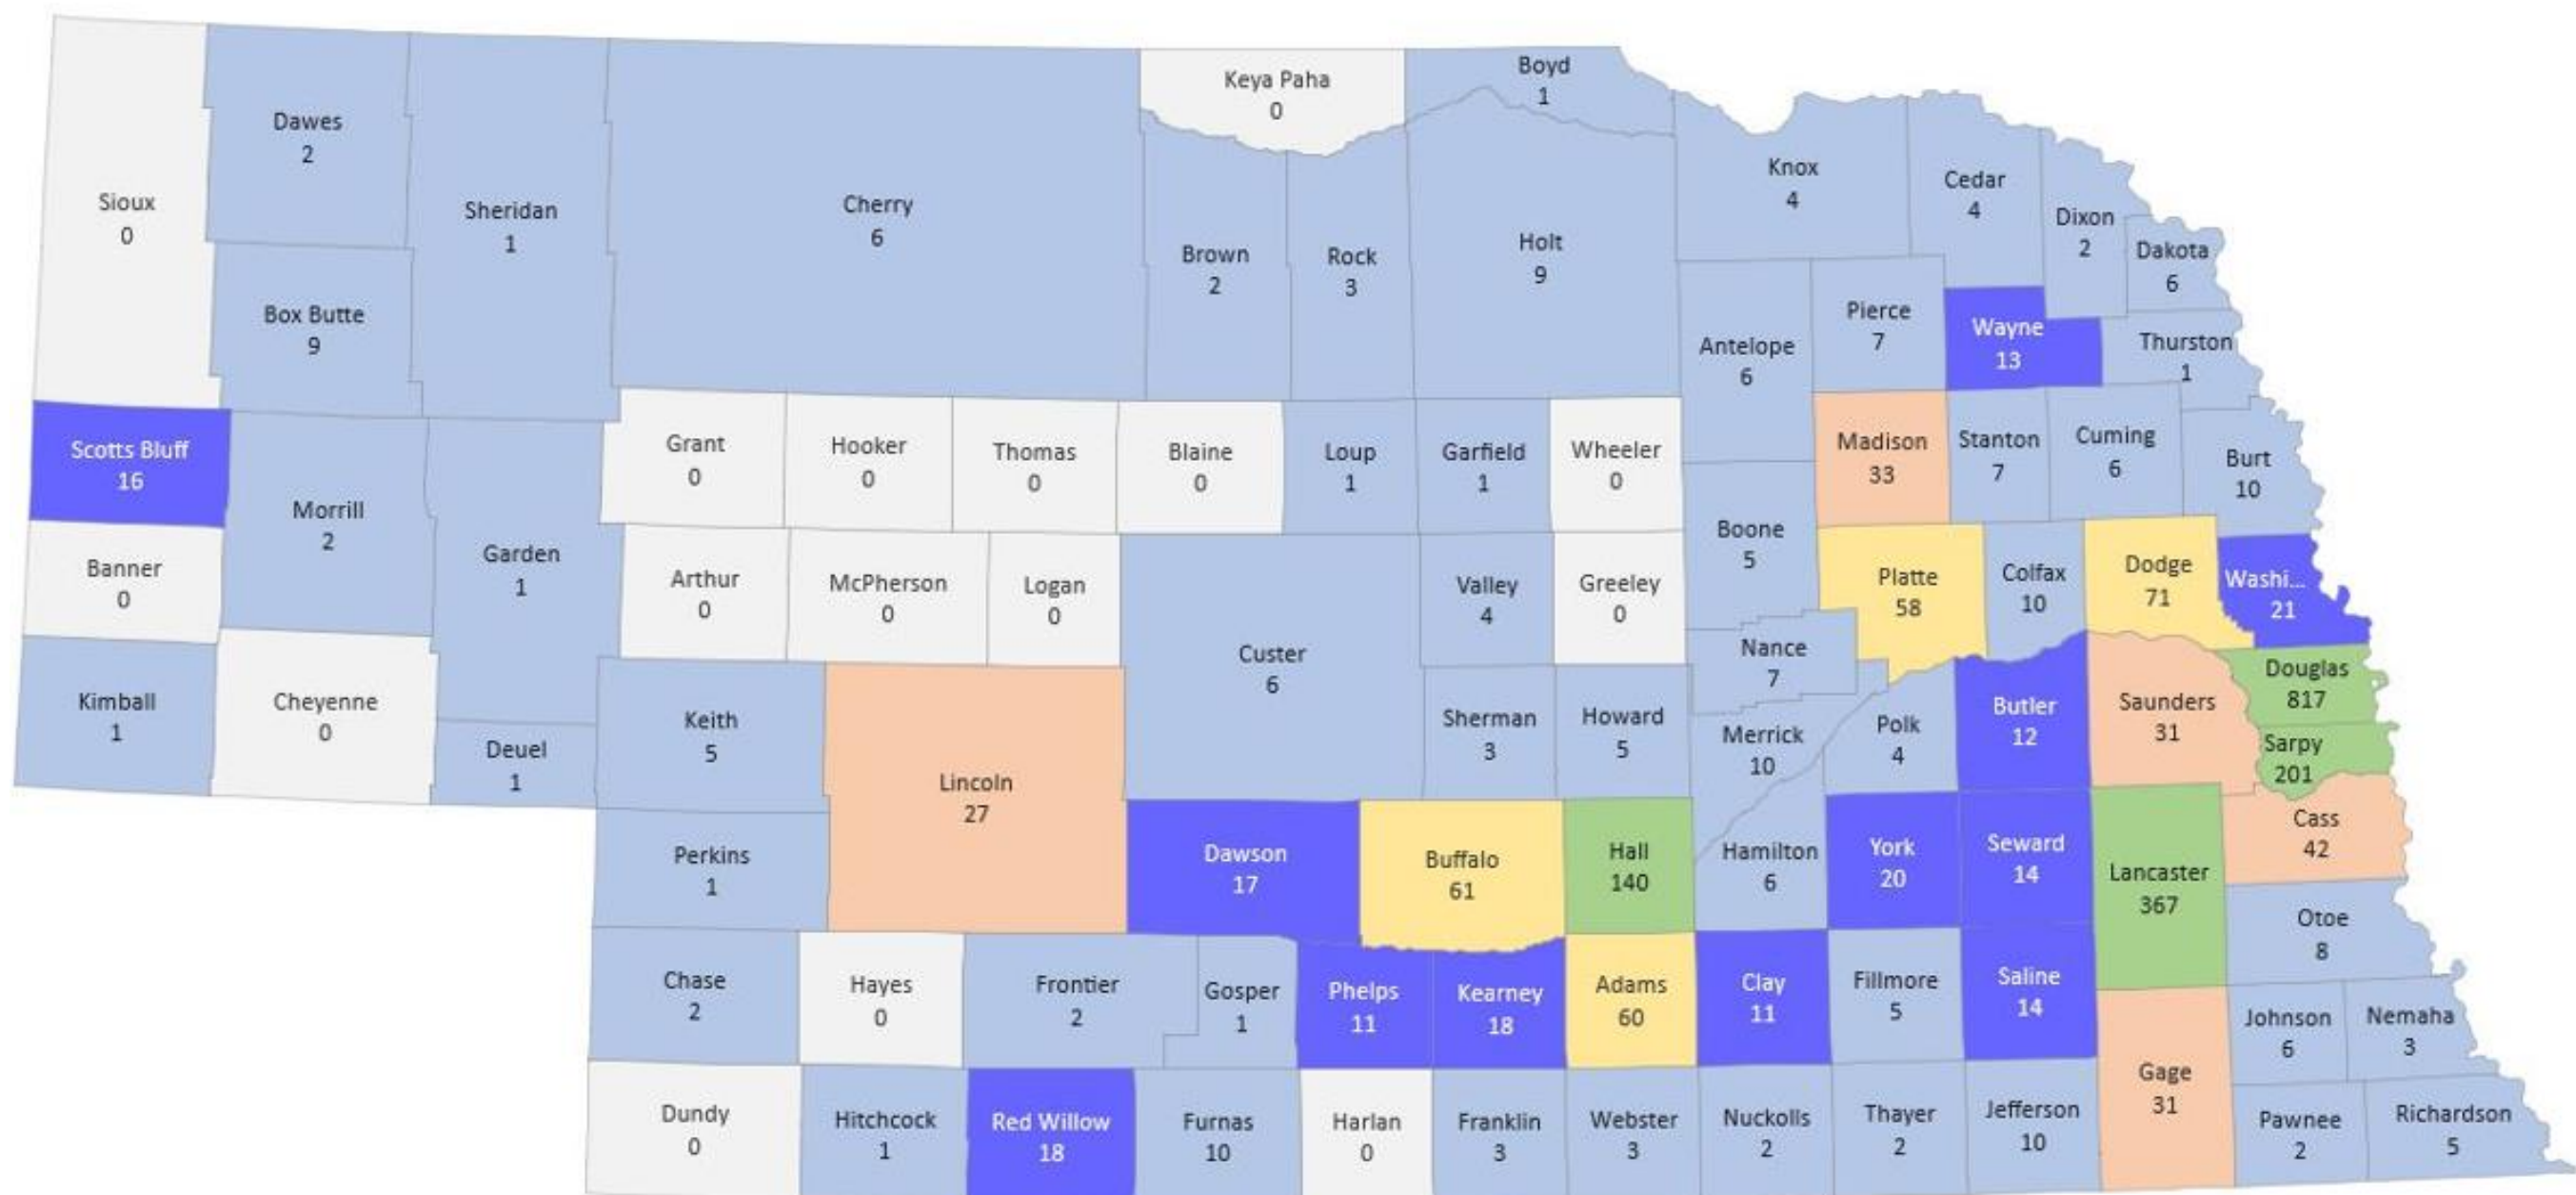 Keya Paha
0
Boyd
1
Dawes
2
Sioux
0
Sheridan
1
Cherry
6
Knox
4
Cedar
4
Dixon
2
Dakota
6
Brown
2
Rock
3
Holt
9
Box Butte
9
Antelope
6
Pierce
7
Wayne
13
Thurston
1
Scotts Bluff
16
Morrill
2
Garden
1
Grant
0
Hooker
0
Thomas
0
Blaine
0
Loup
1
Garfield
1
Wheeler
0
Madison
33
Stanton
7
Cuming
6
Burt
10
Banner
0
Arthur
0
McPherson
0
Logan
0
Custer
6
Valley
4
Greeley
0
Boone
5
Platte
58
Colfax
10
Dodge
71
Washi...
21
Kimball
1
Cheyenne
0
Deuel
1
Keith
5
Lincoln
27
Sherman
3
Howard
5
Nance
7
Merrick
10
Polk
4
Butler
12
Saunders
31
Douglas
817
Sarpy
201
Perkins
1
Dawson
17
Buffalo
61
Hall
140
Hamilton
6
York
20
Seward
14
Lancaster
367
Cass
42
Otoe
8
Chase
2
Hayes
0
Frontier
2
Gosper
1
Phelps
11
Kearney
18
Adams
60
Clay
11
Fillmore
5
Saline
14
Gage
31
Johnson
6
Nemaha
3
Dundy
0
Hitchcock
1
Red Willow
18
Furnas
10
Harlan
0
Franklin
3
Webster
3
Nuckolls
2
Thayer
2
Jefferson
10
Pawnee
2
Richardson
5